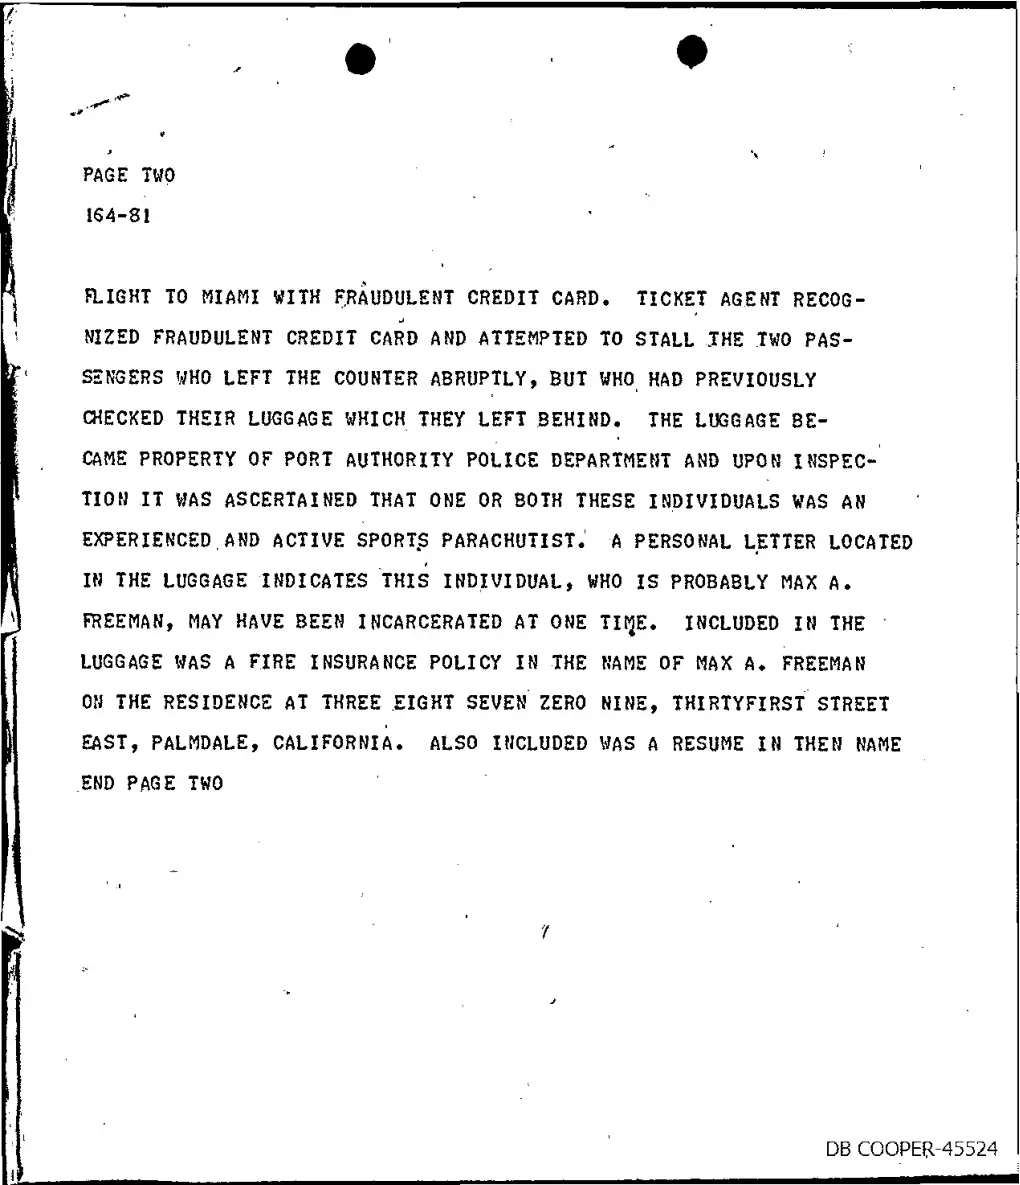 PAGE TWO
164-81
FLIGHT TO MIAMI WITH FRAUDULENT CREDIT CARD. TICKET AGENT RECOG-
NIZED FRAUDULENT CREDIT CARD AND ATTEMPTED TO STALL THE TWO PAS-
SENGERS WHO LEFT THE COUNTER ABRUPTLY, BUT WHO HAD PREVIOUSLY
CHECKED THEIR LUGGAGE WHICH THEY LEFT BEHIND. THE LUGGAGE BE-
CAME PROPERTY OF PORT AUTHORITY POLICE DEPARTMENT AND UPON INSPEC-
TION IT WAS ASCERTAINED THAT ONE OR BOTH THESE INDIVIDUALS WAS AN
EXPERIENCED AND ACTIVE SPORTS PARACHUTIST. A PERSONAL LETTER LOCATED
IN THE LUGGAGE INDICATES THIS INDIVIDUAL, WHO IS PROBABLY MAX A.
FREEMAN, MAY HAVE BEEN INCARCERATED AT ONE TIME. INCLUDED IN THE
LUGGAGE WAS A FIRE INSURANCE POLICY IN THE NAME OF MAX A. FREEMAN
ON THE RESIDENCE AT THREE EIGHT SEVEN ZERO NINE, THIRTYFIRST STREET
EAST, PALMDALE, CALIFORNIA. ALSO INCLUDED WAS A RESUME IN THEN NAME
END PAGE TWO
DB COOPER-45524